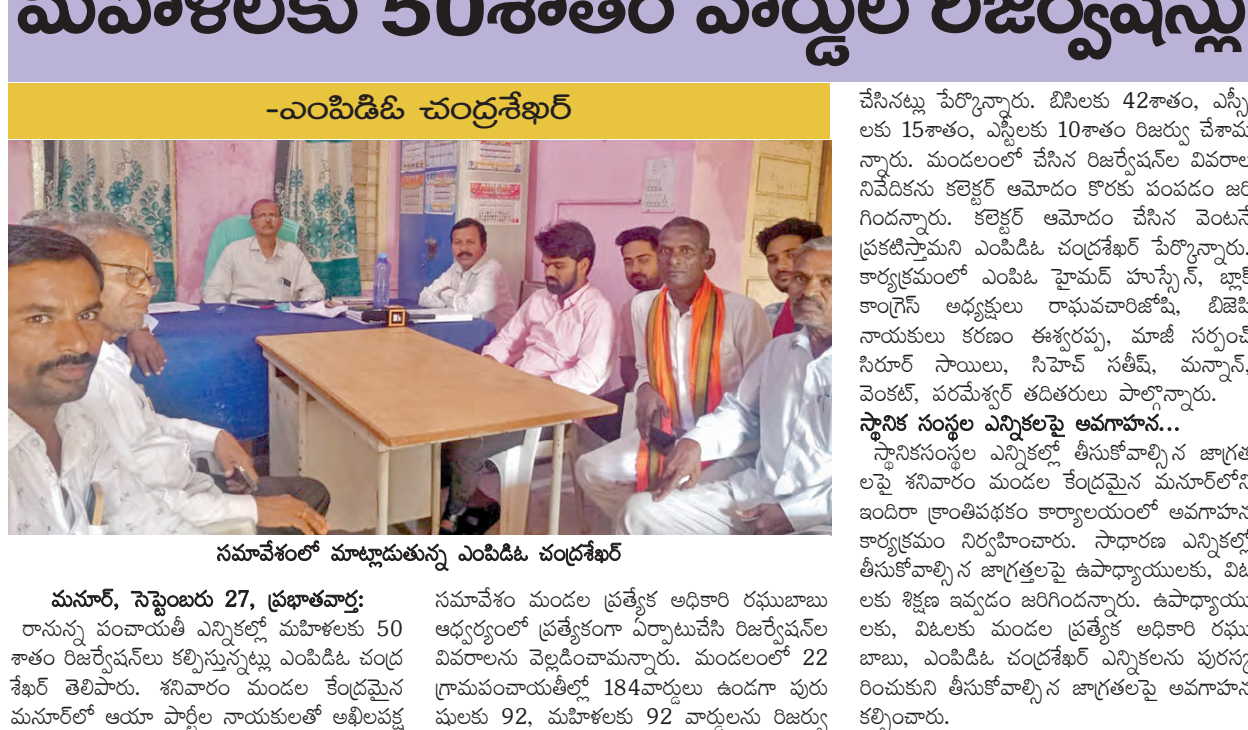 మహిళలకు 50శాతం వార్డుల రిజర్వేషన్లు
-ఎంపిడిఓ చంద్రశేఖర్
సమావేశంలో మాట్లాడుతున్న ఎంపిడిఓ చంద్రశేఖర్
మనూర్, సెప్టెంబరు 27, ప్రభాతవార్త:
రానున్న పంచాయతీ ఎన్నికల్లో మహిళలకు 50
శాతం రిజర్వేషన్‌లు కల్పిస్తున్నట్లు ఎంపిడిఓ చంద్ర
శేఖర్ తెలిపారు. శనివారం మండల కేంద్రమైన
మనూర్‌లో ఆయా పార్టీల నాయకులతో అఖిలపక్ష
సమావేశం మండల ప్రత్యేక అధికారి రఘుబాబు
ఆధ్వర్యంలో ప్రత్యేకంగా ఏర్పాటుచేసి రిజర్వేషన్‌ల
వివరాలను వెల్లడించామన్నారు. మండలంలో 22
గ్రామపంచాయతీల్లో 184వార్డులు ఉండగా పురు
షులకు 92, మహిళలకు 92 వార్డులను రిజర్వు
చేసినట్లు పేర్కొన్నారు. బిసిలకు 42శాతం, ఎస్సీ
లకు 15శాతం, ఎస్టీలకు 10శాతం రిజర్వు చేశామ
న్నారు. మండలంలో చేసిన రిజర్వేషన్‌ల వివరాల
నివేదికను కలెక్టర్ ఆమోదం కొరకు పంపడం జరి
గిందన్నారు. కలెక్టర్ ఆమోదం చేసిన వెంటనే
ప్రకటిస్తామని ఎంపిడిఓ చంద్రశేఖర్ పేర్కొన్నారు.
కార్యక్రమంలో ఎంపిఓ హైమద్ హుస్సేన్, బ్లాక్
కాంగ్రెస్ అధ్యక్షులు రాఘవచారిజోషి, బిజెపి
నాయకులు కరణం ఈశ్వరప్ప, మాజీ సర్పంచ్
సిరూర్ సాయిలు, సిహెచ్ సతీష్, మన్నాన్,
వెంకట్, పరమేశ్వర్ తదితరులు పాల్గొన్నారు.
స్థానిక సంస్థల ఎన్నికలపై అవగాహన...
స్థానికసంస్థల ఎన్నికల్లో తీసుకోవాల్సిన జాగ్రత
లపై శనివారం మండల కేంద్రమైన మనూర్‌లోని
ఇందిరా క్రాంతిపథకం కార్యాలయంలో అవగాహన
కార్యక్రమం నిర్వహించారు. సాధారణ ఎన్నికల్లో
తీసుకోవాల్సిన జాగ్రత్తలపై ఉపాధ్యాయులకు, విఓ
లకు శిక్షణ ఇవ్వడం జరిగిందన్నారు. ఉపాధ్యాయు
లకు, విఓలకు మండల ప్రత్యేక అధికారి రఘు
బాబు, ఎంపిడిఓ చంద్రశేఖర్ ఎన్నికలను పురస్క
రించుకుని తీసుకోవాల్సిన జాగ్రతలపై అవగాహన
కల్పించారు.